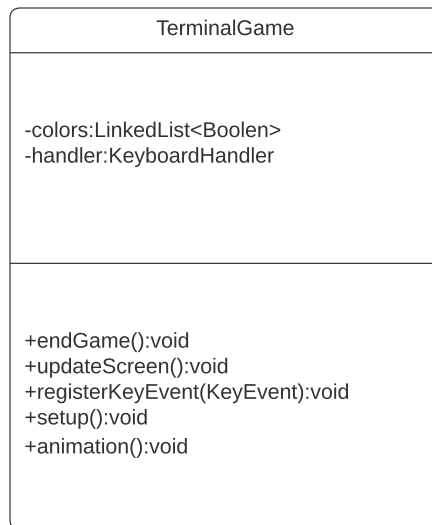 TerminalGame
-colors:LinkedList<Boolen>
-handler:KeyboardHandler
+endGame():void
+updateScreen():void
+registerKeyEvent(KeyEvent):void
+setup():void
+animation():void